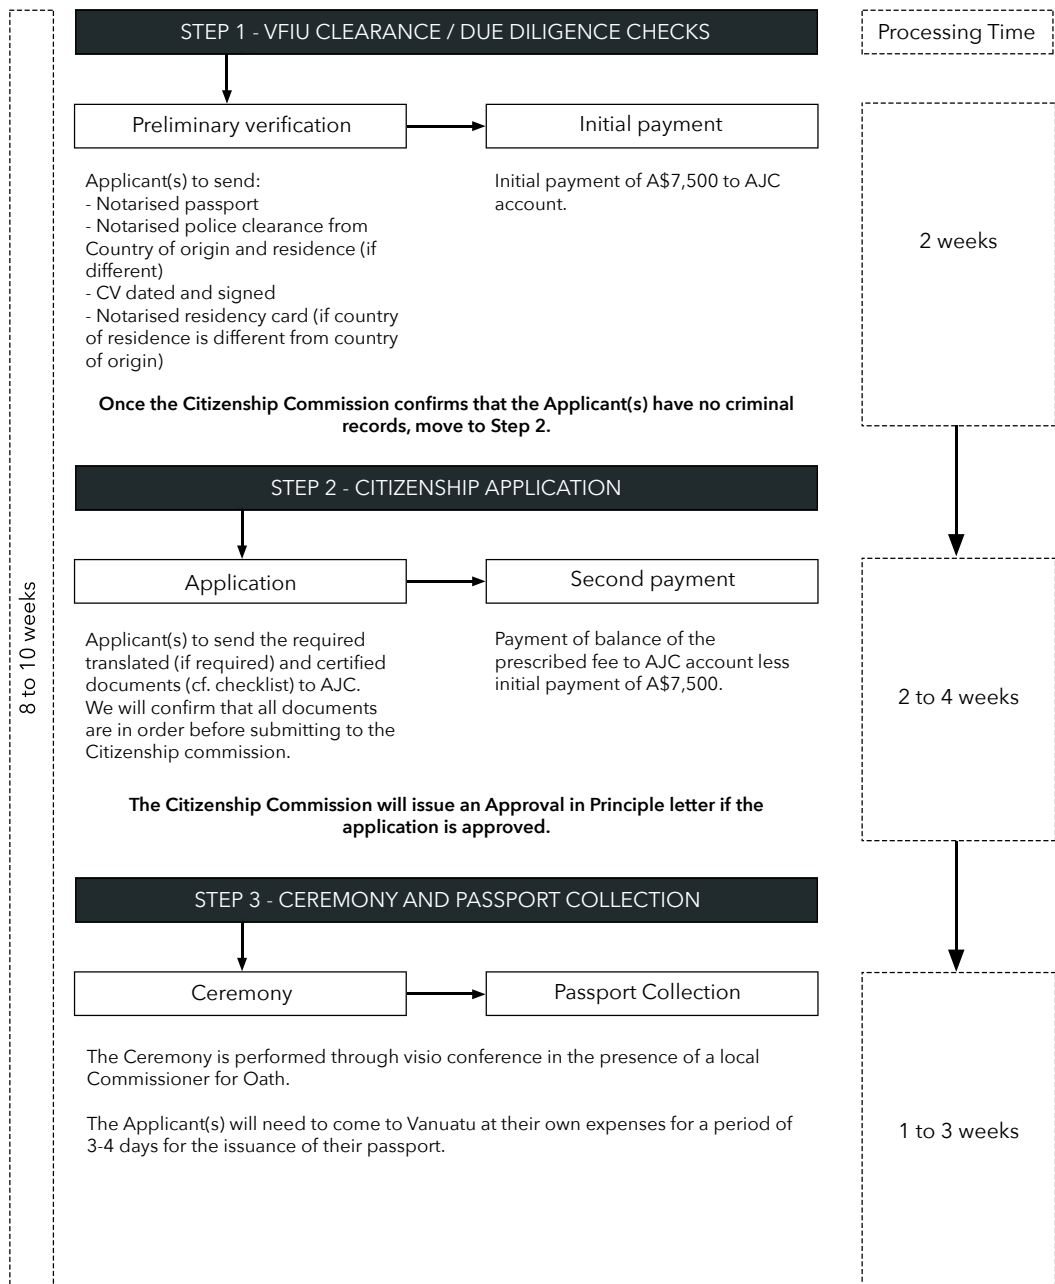 STEP 1 - VFIU CLEARANCE / DUE DILIGENCE CHECKS
Processing Time
Preliminary verification
Initial payment
Applicant(s) to send:
- Notarised passport
- Notarised police clearance from
Country of origin and residence (if
different)
- CV dated and signed
- Notarised residency card (if country
of residence is different from country
of origin)
Initial payment of A$7,500 to AJC
account.
2 weeks
Once the Citizenship Commission confirms that the Applicant(s) have no criminal
records, move to Step 2.
STEP 2 - CITIZENSHIP APPLICATION
Application
Second payment
Applicant(s) to send the required
translated (if required) and certified
documents (cf. checklist) to AJC.
We will confirm that all documents
are in order before submitting to the
Citizenship commission.
Payment of balance of the
prescribed fee to AJC account less
initial payment of A$7,500.
2 to 4 weeks
8 to 10 weeks
The Citizenship Commission will issue an Approval in Principle letter if the
application is approved.
STEP 3 - CEREMONY AND PASSPORT COLLECTION
Ceremony
Passport Collection
The Ceremony is performed through visio conference in the presence of a local
Commissioner for Oath.
The Applicant(s) will need to come to Vanuatu at their own expenses for a period of
3-4 days for the issuance of their passport.
1 to 3 weeks